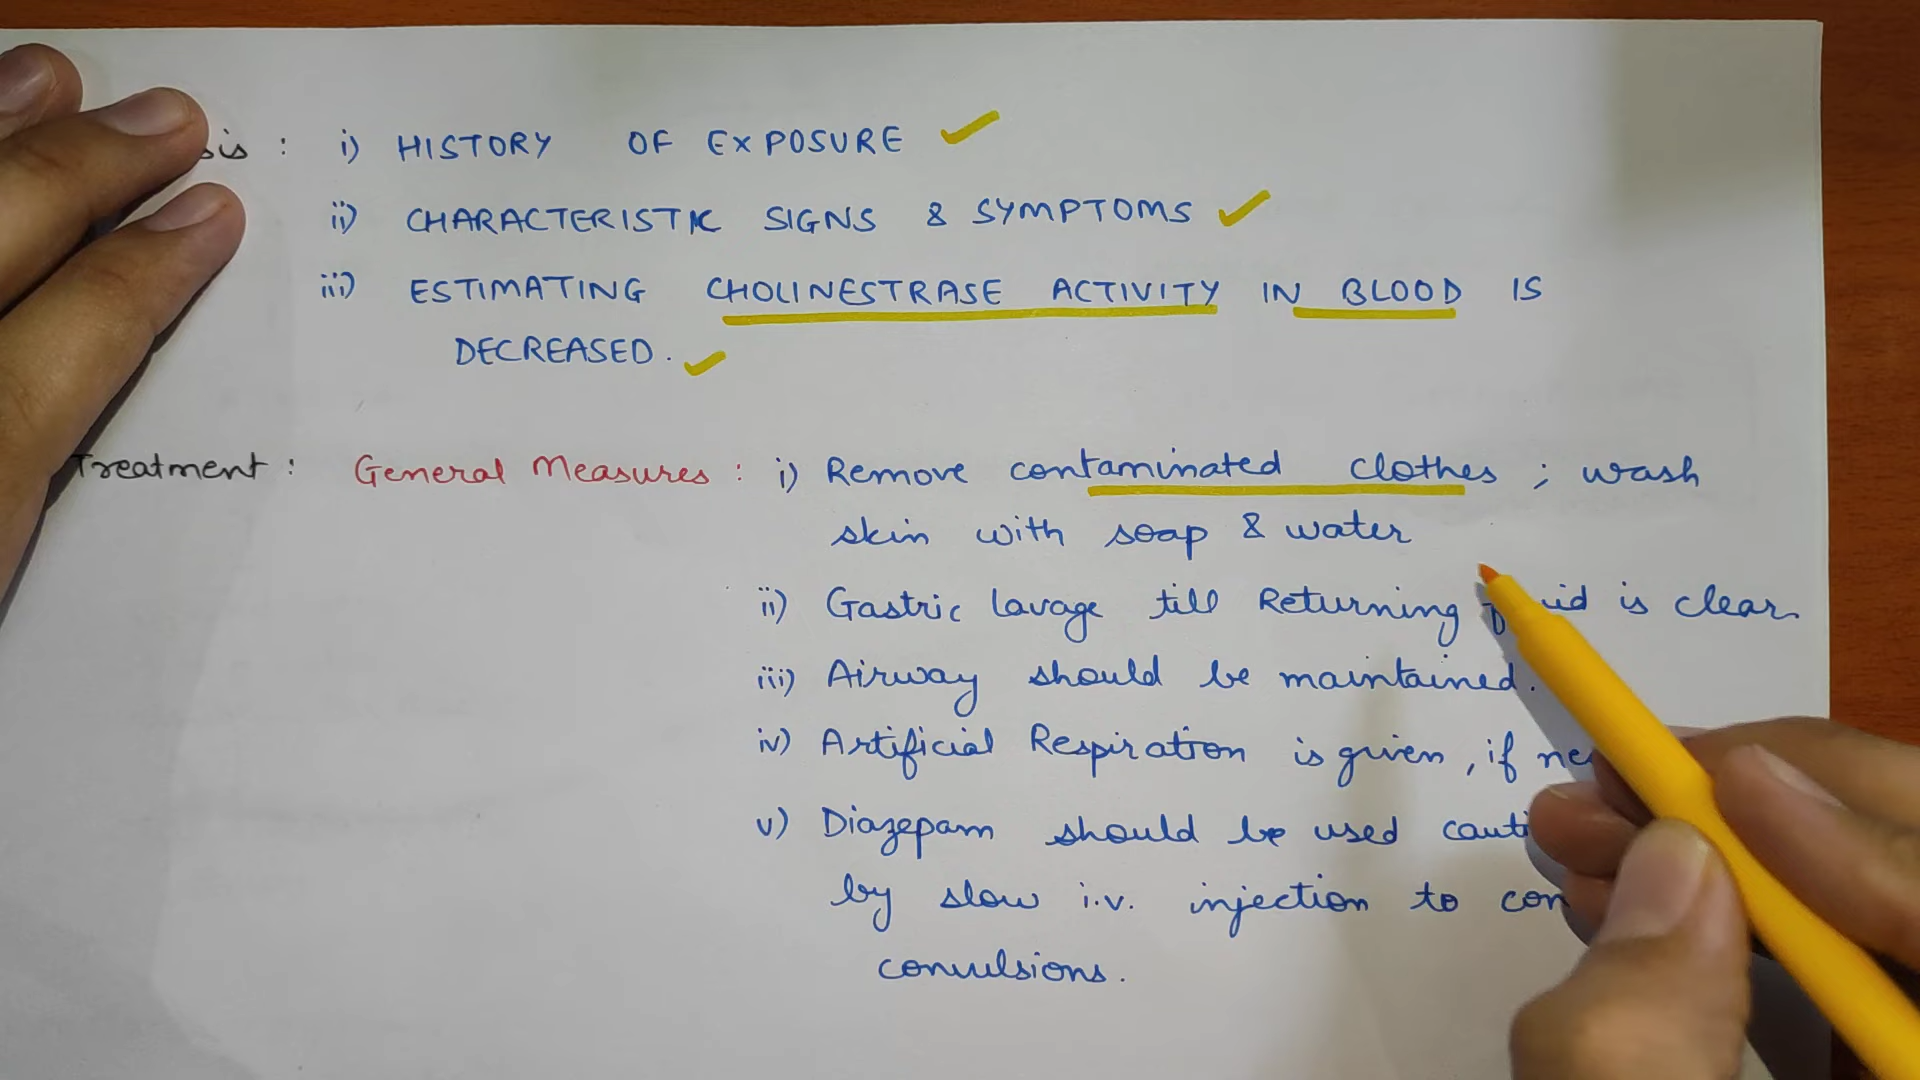 sis : i) HISTORY OF EXPOSURE
ii) CHARACTERISTIC SIGNS & SYMPTOMS
iii) ESTIMATING CHOLINESTRASE ACTIVITY IN BLOOD IS
DECREASED.
Treatment : General Measures : i) Remove contaminated clothes ; wash
skin with soap & water
ii) Gastric lavage till Returning is clear
iii) Airway should be maintained.
iv) Artificial Respiration is given, if
v) Diazepam should be used
by slow i.v. injection to
convulsions.